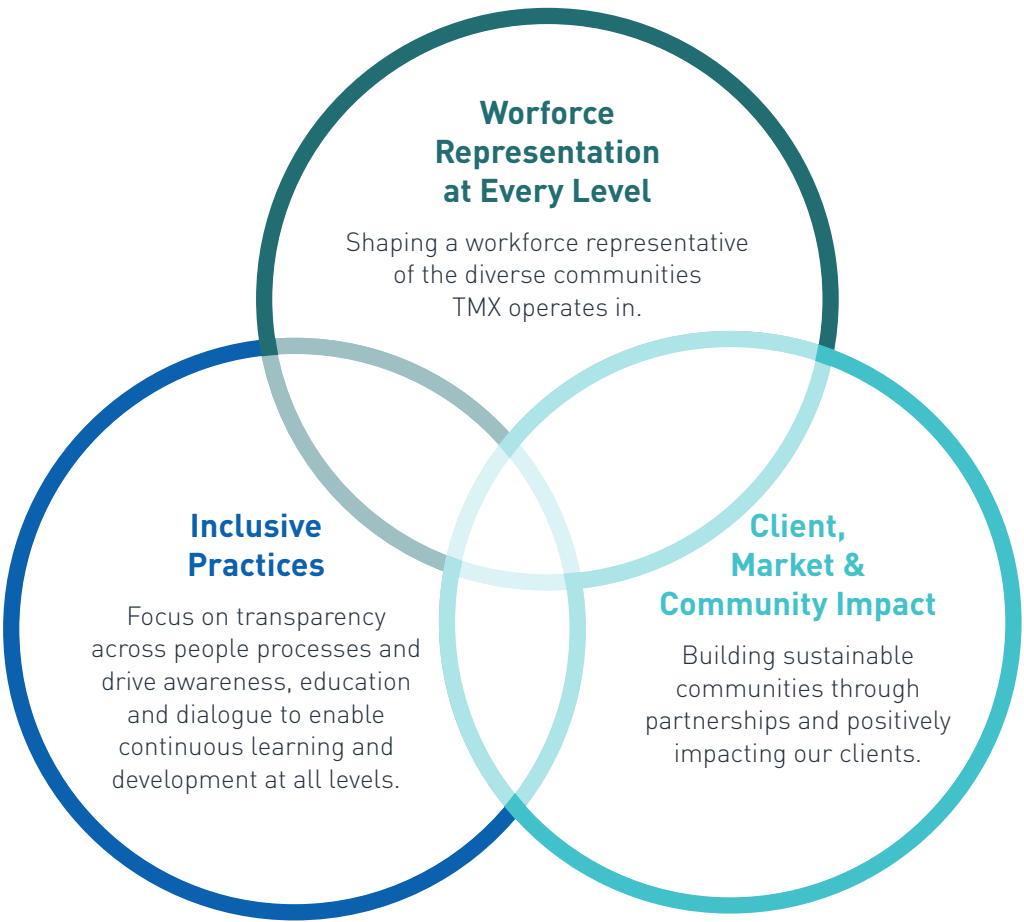 Worforce
Representation
at Every Level
Shaping a workforce representative
of the diverse communities
TMX operates in.
Inclusive
Practices
Focus on transparency
across people processes and
drive awareness, education
and dialogue to enable
continuous learning and
development at all levels.
Client,
Market &
Community Impact
Building sustainable
communities through
partnerships and positively
impacting our clients.